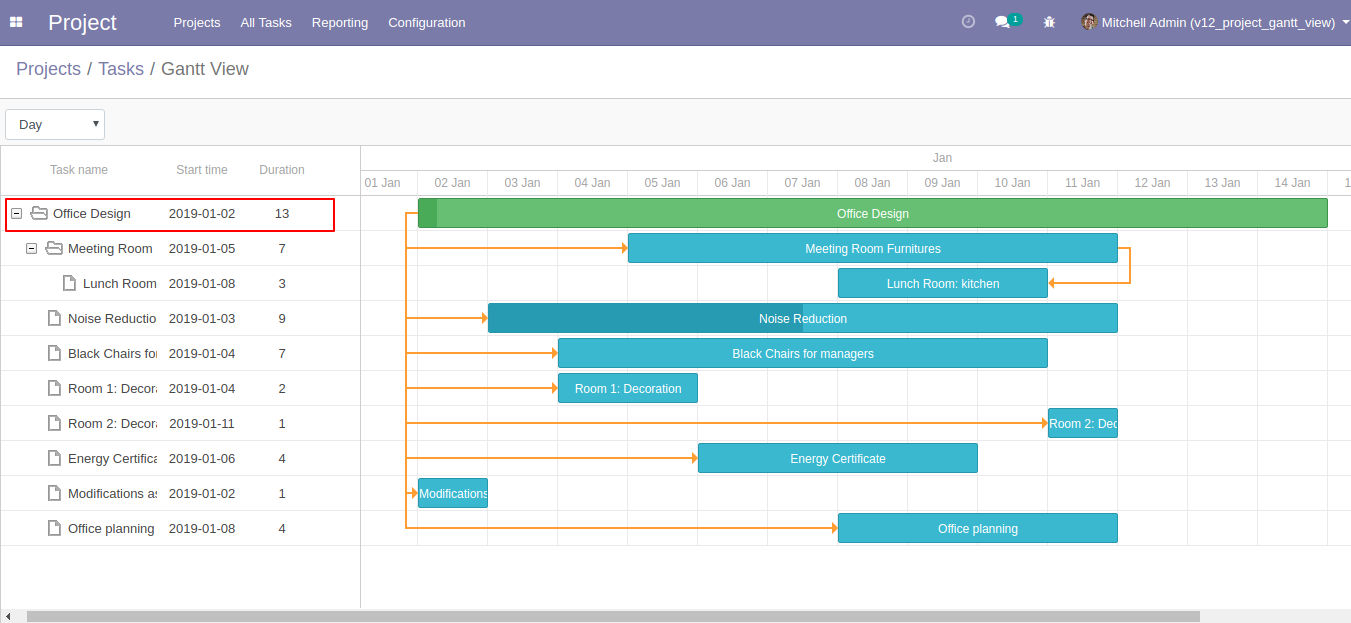 Project Projects All Tasks Reporting Configuration 1 Mitchell Admin (v12_project_gantt_view)
Projects / Tasks / Gantt View
Day
Jan
Task name Start time Duration
01 Jan 02 Jan 03 Jan 04 Jan 05 Jan 06 Jan 07 Jan 08 Jan 09 Jan 10 Jan 11 Jan 12 Jan 13 Jan 14 Jan 1
Office Design 2019-01-02 13 Office Design
Meeting Room 2019-01-05 7 Meeting Room Furnitures
Lunch Room 2019-01-08 3 Lunch Room: kitchen
Noise Reductio 2019-01-03 9 Noise Reduction
Black Chairs for 2019-01-04 7 Black Chairs for managers
Room 1: Decora 2019-01-04 2 Room 1: Decoration
Room 2: Decora 2019-01-11 1 Room 2: Dec
Energy Certifica 2019-01-06 4 Energy Certificate
Modifications as 2019-01-02 1 Modifications
Office planning 2019-01-08 4 Office planning